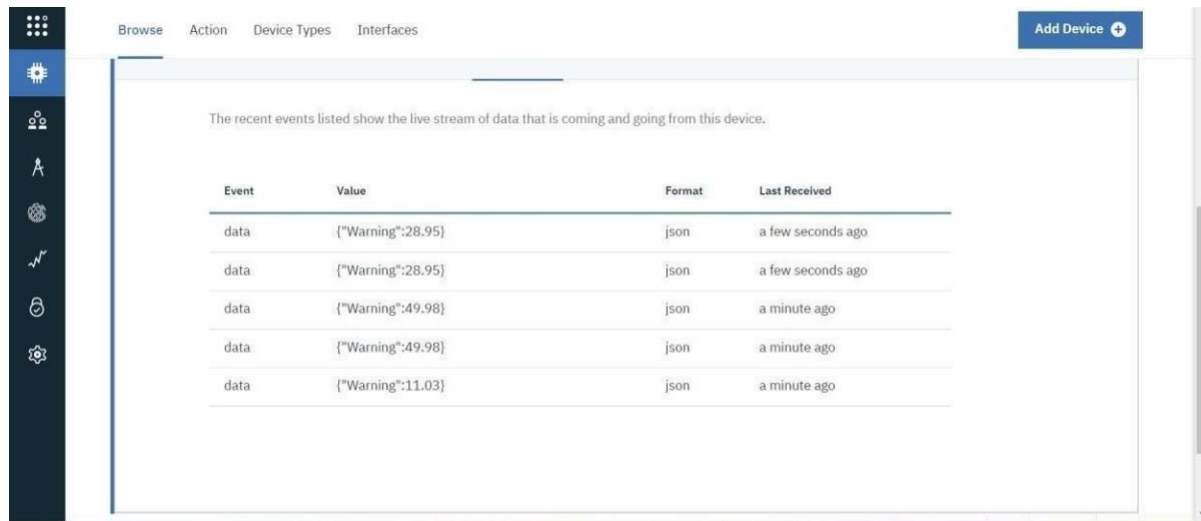 Browse Action Device Types Interfaces Add Device
The recent events listed show the live stream of data that is coming and going from this device.
Event Value Format Last Received
data {"Warning":28.95} json a few seconds ago
data {"Warning":28.95} json a few seconds ago
data {"Warning":49.98} json a minute ago
data {"Warning":49.98} json a minute ago
data {"Warning":11.03} json a minute ago